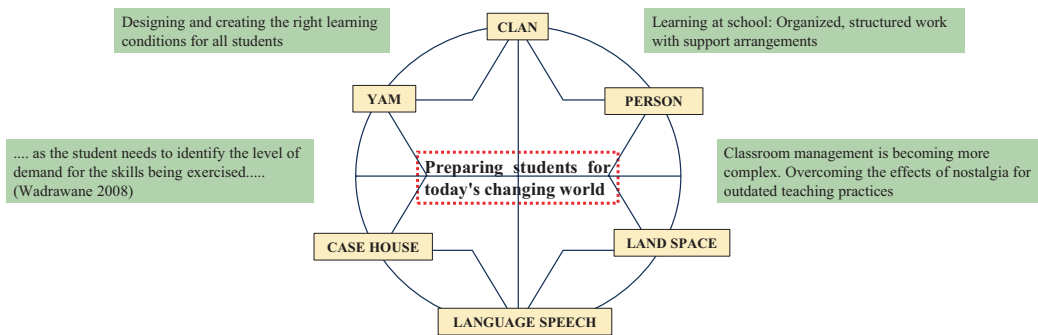 Designing and creating the right learning
conditions for all students
CLAN
Learning at school: Organized, structured work
with support arrangements
YAM
PERSON
.... as the student needs to identify the level of
demand for the skills being exercised.....
(Wadrawane 2008)
Preparing students for
today's changing world
Classroom management is becoming more
complex. Overcoming the effects of nostalgia for
outdated teaching practices
CASE HOUSE
LAND SPACE
LANGUAGE SPEECH